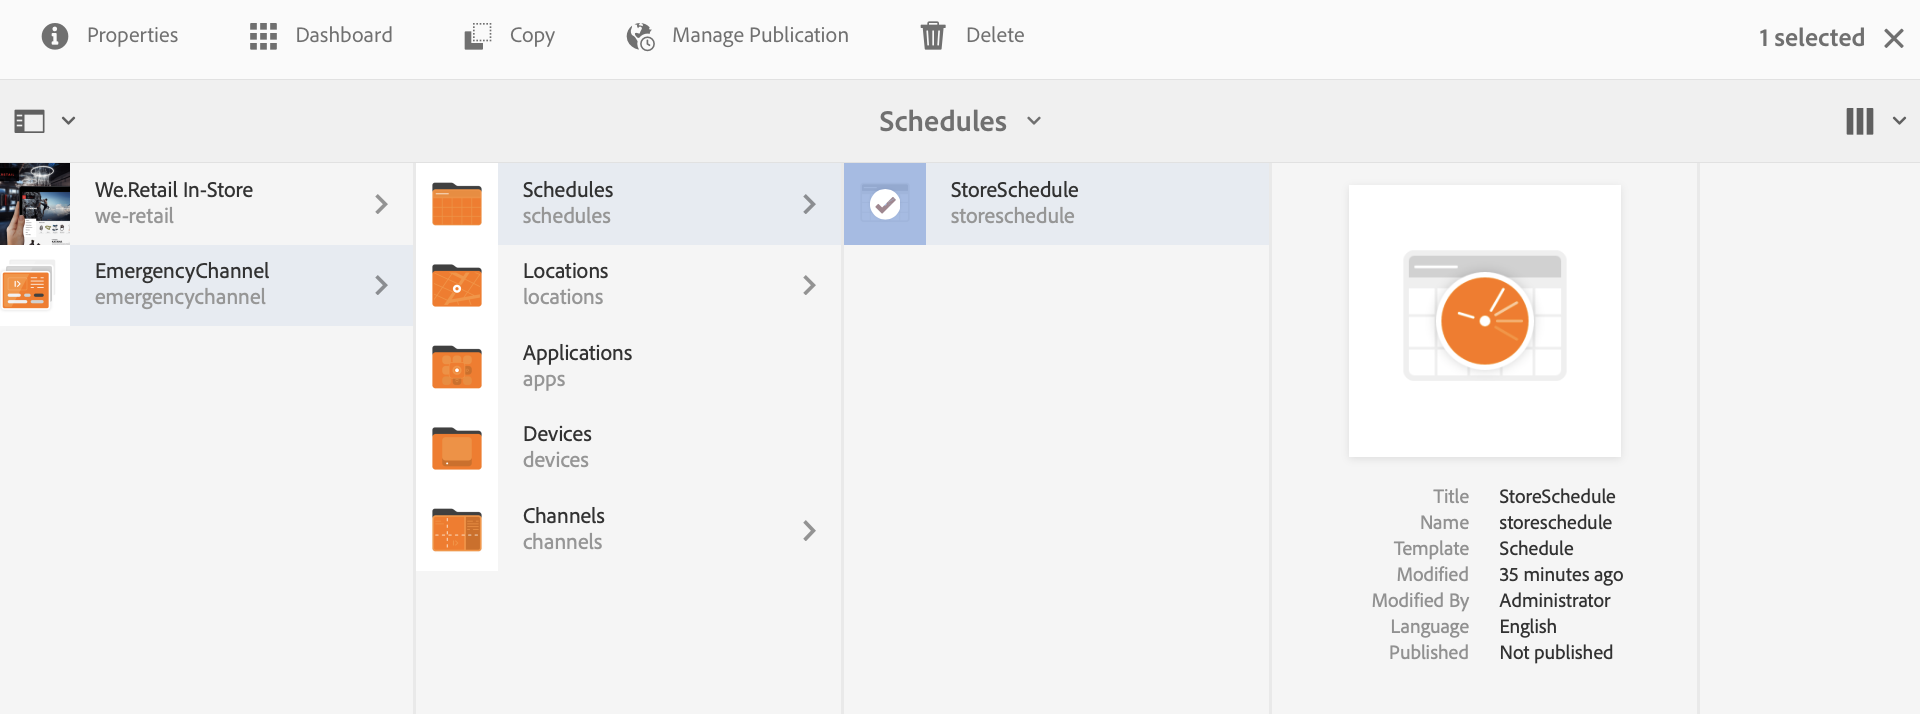 Properties
Dashboard
Copy
Manage Publication
Delete
1 selected
Schedules
We.Retail In-Store
we-retail
EmergencyChannel
emergencychannel
Schedules
schedules
Locations
locations
Applications
apps
Devices
devices
Channels
channels
StoreSchedule
storeschedule
Title StoreSchedule
Name storeschedule
Template Schedule
Modified 35 minutes ago
Modified By Administrator
Language English
Published Not published